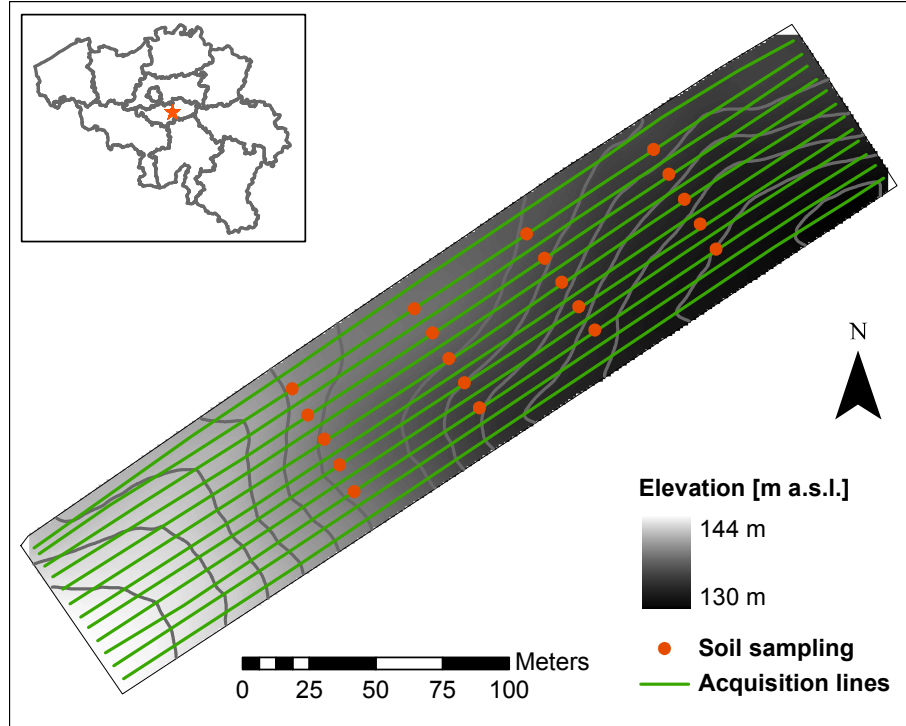 N
Elevation [m a.s.l.]
144 m
130 m
Soil sampling
Acquisition lines
Meters
0 25 50 75 100